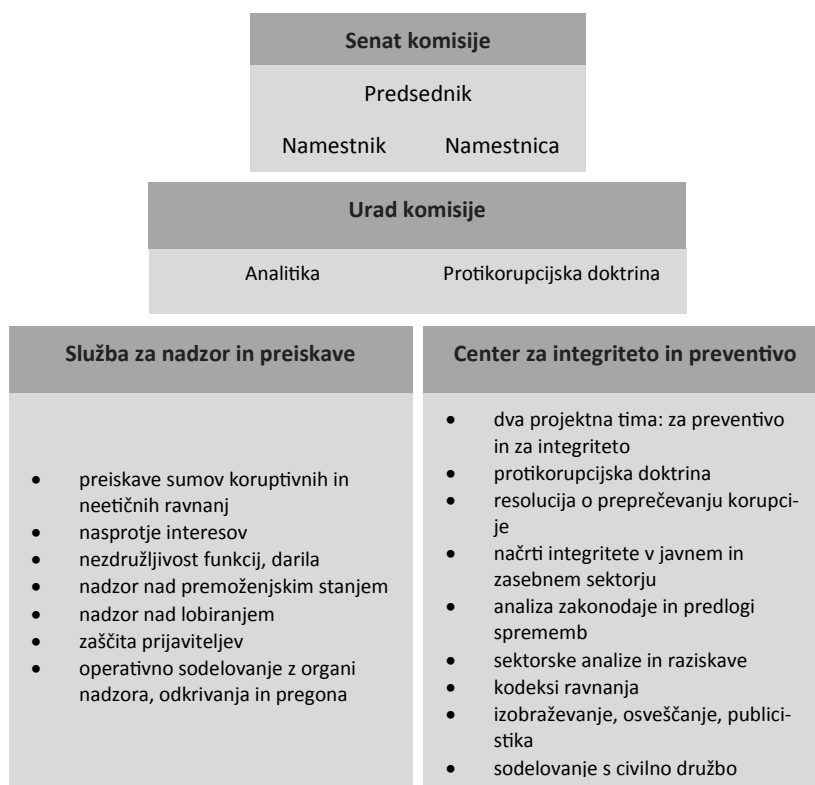 Senat komisije
Predsednik
Namestnik Namestnica
Urad komisije
Analitika Protikorupcijska doktrina
Služba za nadzor in preiskave
• preiskave sumov koruptivnih in
neetičnih ravnanj
• nasprotje interesov
• nezdružljivost funkcij, darila
• nadzor nad premoženjskim stanjem
• nadzor nad lobiranjem
• zaščita prijaviteljev
• operativno sodelovanje z organi
nadzora, odkrivanja in pregona
Center za integriteto in preventivo
• dva projektna tima: za preventivo
in za integriteto
• protikorupcijska doktrina
• resolucija o preprečevanju korupci-
je
• načrti integritete v javnem in
zasebnem sektorju
• analiza zakonodaje in predlogi
sprememb
• sektorske analize in raziskave
• kodeksi ravnanja
• izobraževanje, osveščanje, publici-
stika
• sodelovanje s civilno družbo